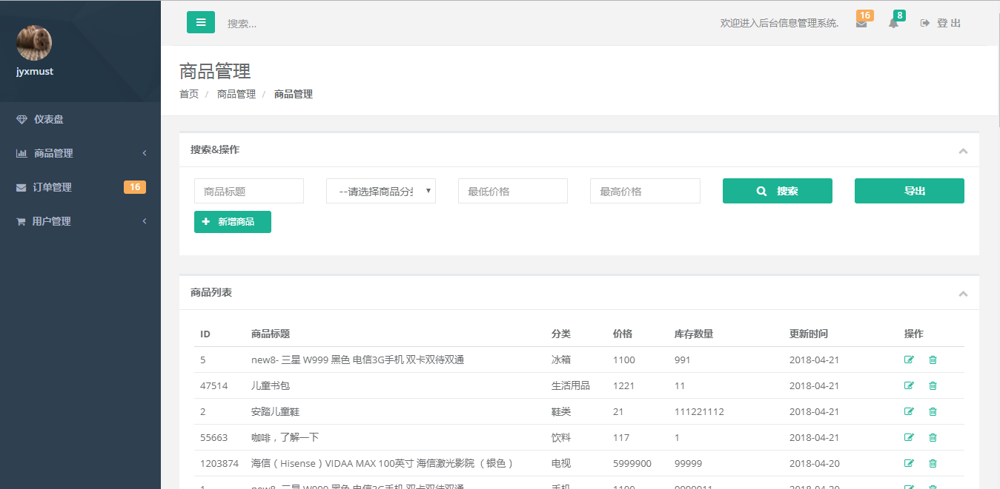 搜索...
欢迎进入后台信息管理系统.
16
8
登 出
jyxmust
仪表盘
商品管理
订单管理 16
用户管理
商品管理
首页 / 商品管理 / 商品管理
搜索&操作
商品标题
--请选择商品分类
最低价格
最高价格
搜索
导出
新增商品
商品列表
ID 商品标题 分类 价格 库存数量 更新时间 操作
5 new8- 三星 W999 黑色 电信3G手机 双卡双待双通 冰箱 1100 991 2018-04-21
47514 儿童书包 生活用品 1221 11 2018-04-21
2 安踏儿童鞋 鞋类 21 111221112 2018-04-21
55663 咖啡，了解一下 饮料 117 1 2018-04-21
1203874 海信（Hisense）VIDAA MAX 100英寸 海信激光影院 （银色） 电视 5999900 99999 2018-04-20
1 new8- 三星 W999 黑色 电信3G手机 双卡双待双通 手机 1100 9999911 2018-04-20